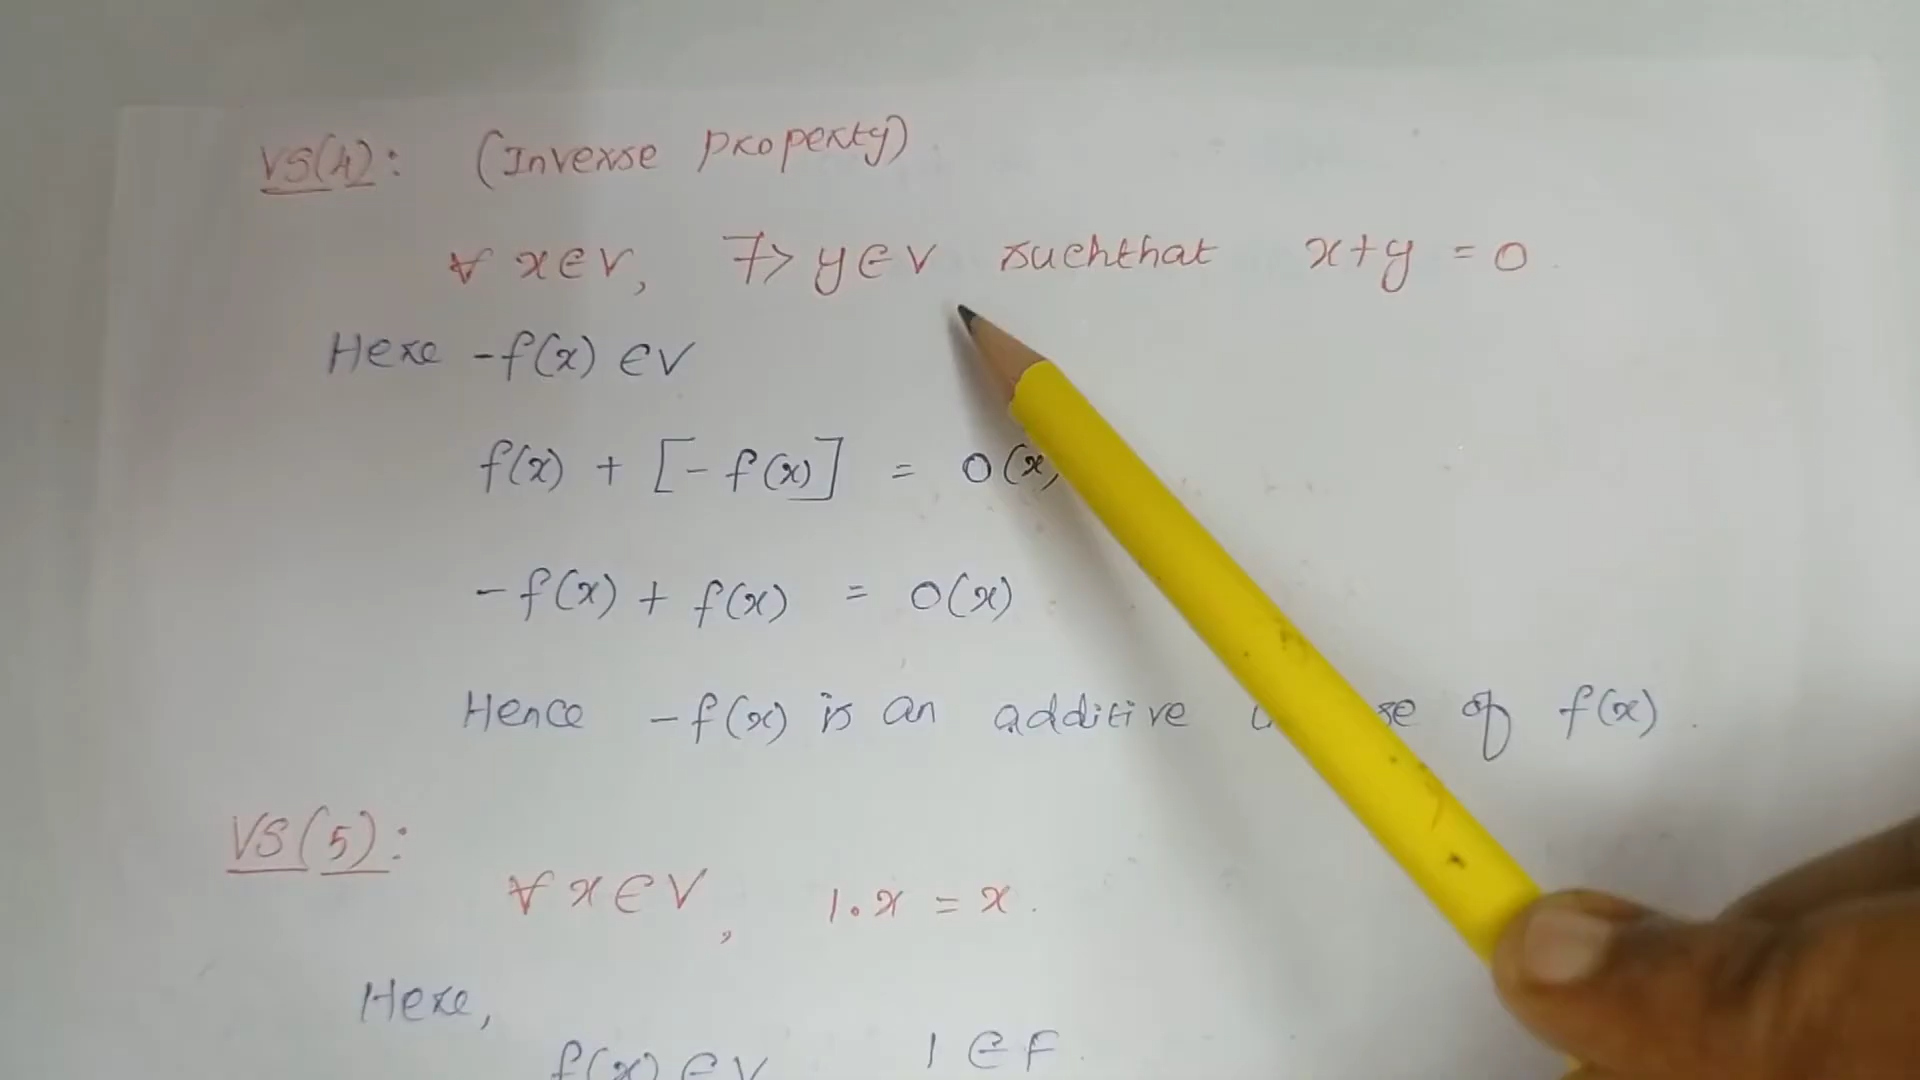 VS(4): (Inverse property)
∀ x∈V, ∃> y∈V suchthat x+y = 0
Here -f(x) ∈V
f(x) + [-f(x)] = 0(x)
-f(x) + f(x) = 0(x)
Hence -f(x) is an additive of f(x).
VS(5):
∀ x∈V, 1.x = x.
Here,
f(x) ∈V 1 ∈ F